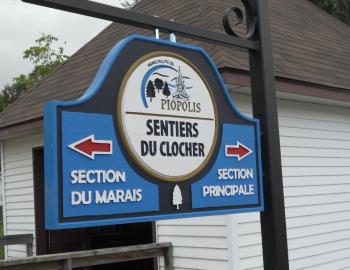 MUNICIPALITÉ DE
PIOPOLIS
SENTIERS
DU CLOCHER
SECTION
DU MARAIS
SECTION
PRINCIPALE